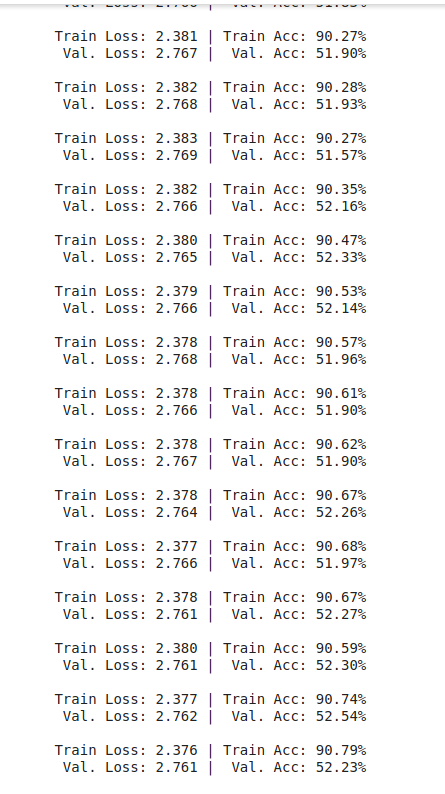 Train Loss: 2.381 | Train Acc: 90.27%
Val. Loss: 2.767 | Val. Acc: 51.90%
Train Loss: 2.382 | Train Acc: 90.28%
Val. Loss: 2.768 | Val. Acc: 51.93%
Train Loss: 2.383 | Train Acc: 90.27%
Val. Loss: 2.769 | Val. Acc: 51.57%
Train Loss: 2.382 | Train Acc: 90.35%
Val. Loss: 2.766 | Val. Acc: 52.16%
Train Loss: 2.380 | Train Acc: 90.47%
Val. Loss: 2.765 | Val. Acc: 52.33%
Train Loss: 2.379 | Train Acc: 90.53%
Val. Loss: 2.766 | Val. Acc: 52.14%
Train Loss: 2.378 | Train Acc: 90.57%
Val. Loss: 2.768 | Val. Acc: 51.96%
Train Loss: 2.378 | Train Acc: 90.61%
Val. Loss: 2.766 | Val. Acc: 51.90%
Train Loss: 2.378 | Train Acc: 90.62%
Val. Loss: 2.767 | Val. Acc: 51.90%
Train Loss: 2.378 | Train Acc: 90.67%
Val. Loss: 2.764 | Val. Acc: 52.26%
Train Loss: 2.377 | Train Acc: 90.68%
Val. Loss: 2.766 | Val. Acc: 51.97%
Train Loss: 2.378 | Train Acc: 90.67%
Val. Loss: 2.761 | Val. Acc: 52.27%
Train Loss: 2.380 | Train Acc: 90.59%
Val. Loss: 2.761 | Val. Acc: 52.30%
Train Loss: 2.377 | Train Acc: 90.74%
Val. Loss: 2.762 | Val. Acc: 52.54%
Train Loss: 2.376 | Train Acc: 90.79%
Val. Loss: 2.761 | Val. Acc: 52.23%